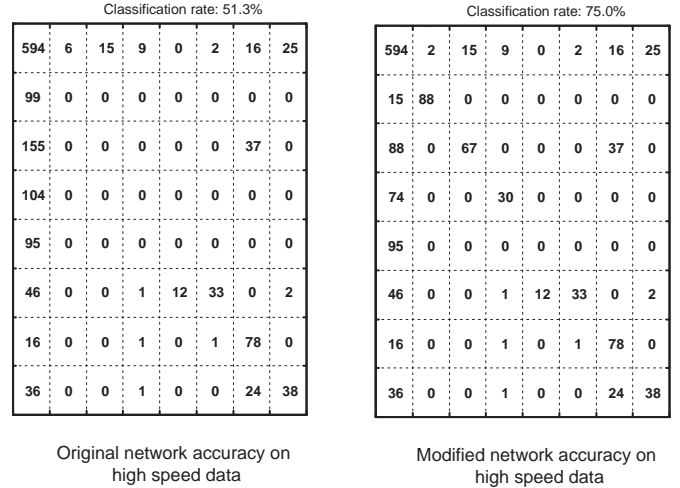 Classification rate: 51.3%
594 6 15 9 0 2 16 25
99 0 0 0 0 0 0 0
155 0 0 0 0 0 37 0
104 0 0 0 0 0 0 0
95 0 0 0 0 0 0 0
46 0 0 1 12 33 0 2
16 0 0 1 0 1 78 0
36 0 0 1 0 0 24 38
Original network accuracy on
high speed data
Classification rate: 75.0%
594 2 15 9 0 2 16 25
15 88 0 0 0 0 0 0
88 0 67 0 0 0 37 0
74 0 0 30 0 0 0 0
95 0 0 0 0 0 0 0
46 0 0 1 12 33 0 2
16 0 0 1 0 1 78 0
36 0 0 1 0 0 24 38
Modified network accuracy on
high speed data